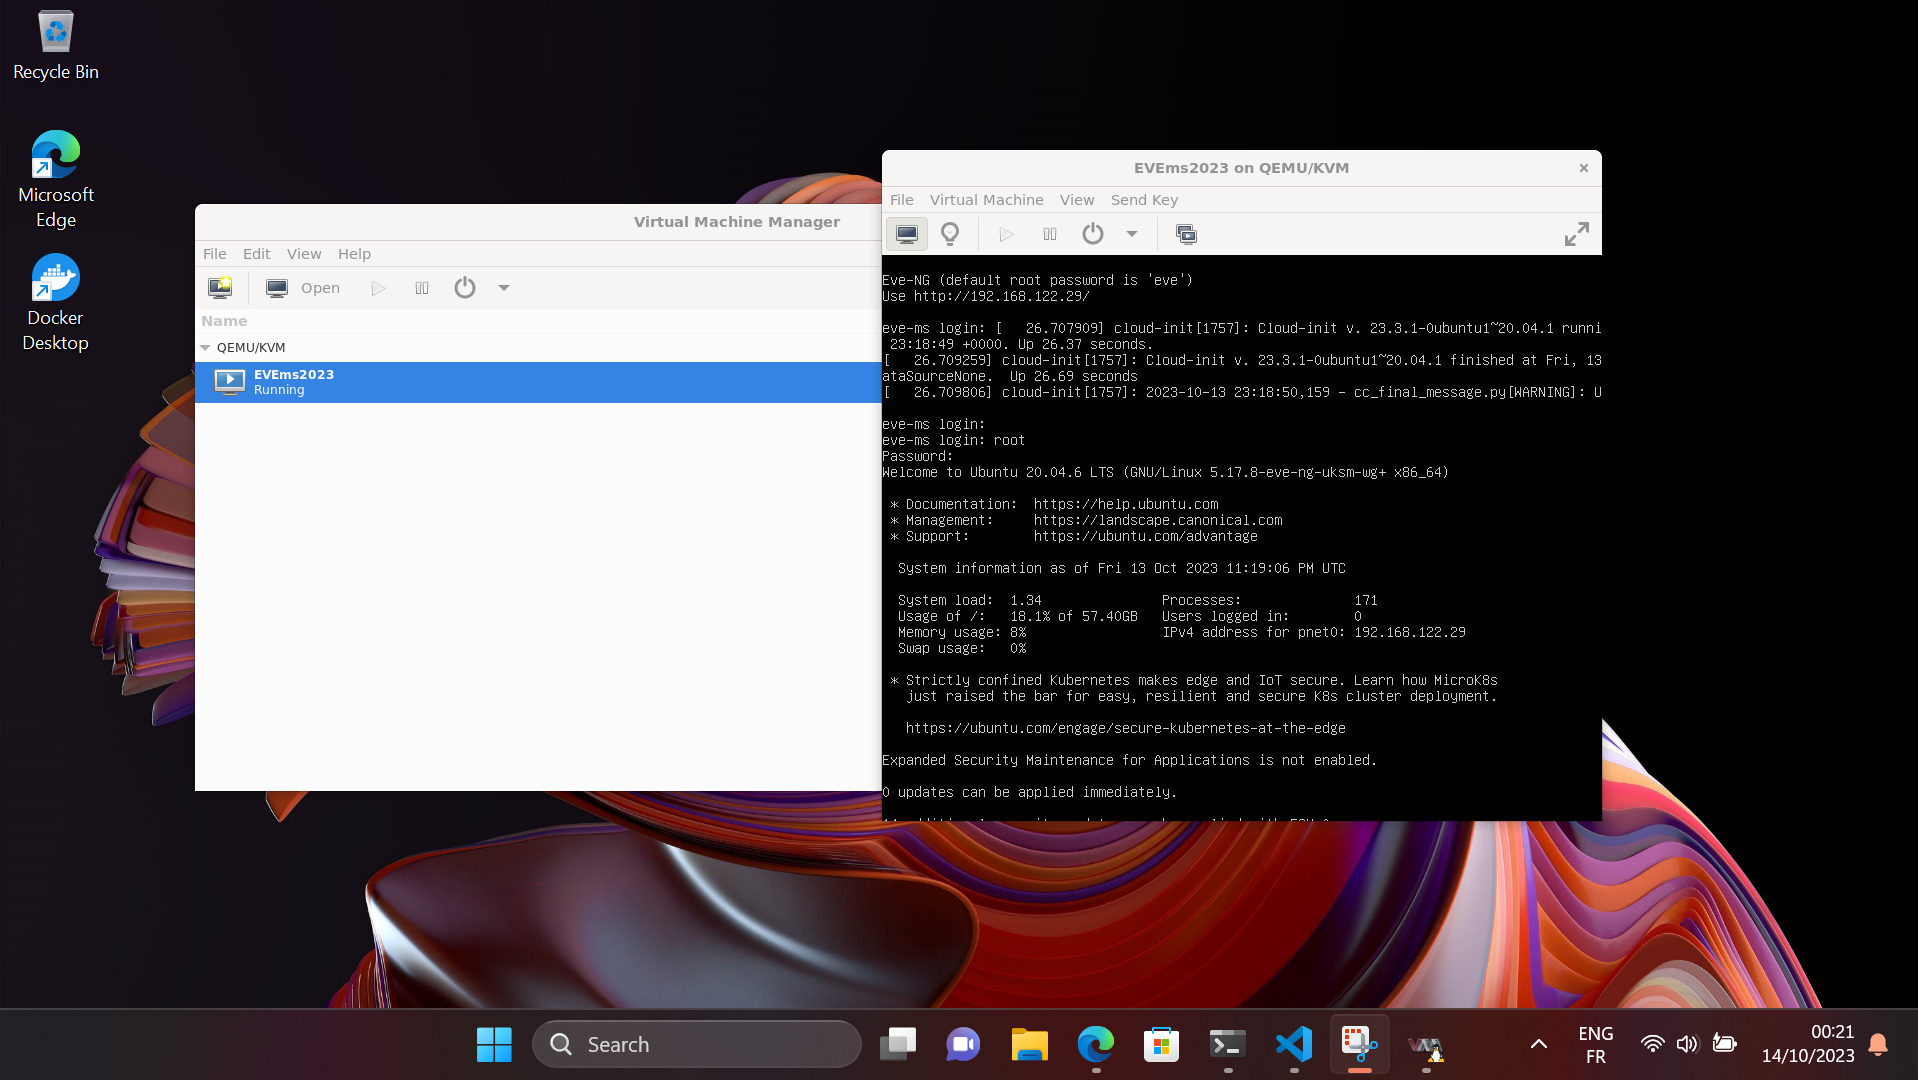 Recycle Bin
Microsoft
Edge
Docker
Desktop
Virtual Machine Manager
File Edit View Help
Open
Name
QEMU/KVM
EVEms2023
Running
EVEms2023 on QEMU/KVM
File Virtual Machine View Send Key
Eve-NG (default root password is 'eve')
Use http://192.168.122.29/
eve-ms login: [   26.707909] cloud-init[1757]: Cloud-init v. 23.3.1-0ubuntu1~20.04.1 runni
 23:18:49 +0000. Up 26.37 seconds.
[   26.709259] cloud-init[1757]: Cloud-init v. 23.3.1-0ubuntu1~20.04.1 finished at Fri, 13
ataSourceNone.  Up 26.69 seconds
[   26.709806] cloud-init[1757]: 2023-10-13 23:18:50,159 - cc_final_message.py[WARNING]: U
eve-ms login:
eve-ms login: root
Password:
Welcome to Ubuntu 20.04.6 LTS (GNU/Linux 5.17.8-eve-ng-uksm-wg+ x86_64)
 * Documentation:  https://help.ubuntu.com
 * Management:     https://landscape.canonical.com
 * Support:        https://ubuntu.com/advantage
  System information as of Fri 13 Oct 2023 11:19:06 PM UTC
  System load:  1.34               Processes:              171
  Usage of /:   18.1% of 57.40GB   Users logged in:        0
  Memory usage: 8%                 IPv4 address for pnet0: 192.168.122.29
  Swap usage:   0%
 * Strictly confined Kubernetes makes edge and IoT secure. Learn how MicroK8s
   just raised the bar for easy, resilient and secure K8s cluster deployment.
   https://ubuntu.com/engage/secure-kubernetes-at-the-edge
Expanded Security Maintenance for Applications is not enabled.
0 updates can be applied immediately.
Search
ENG
FR
00:21
14/10/2023